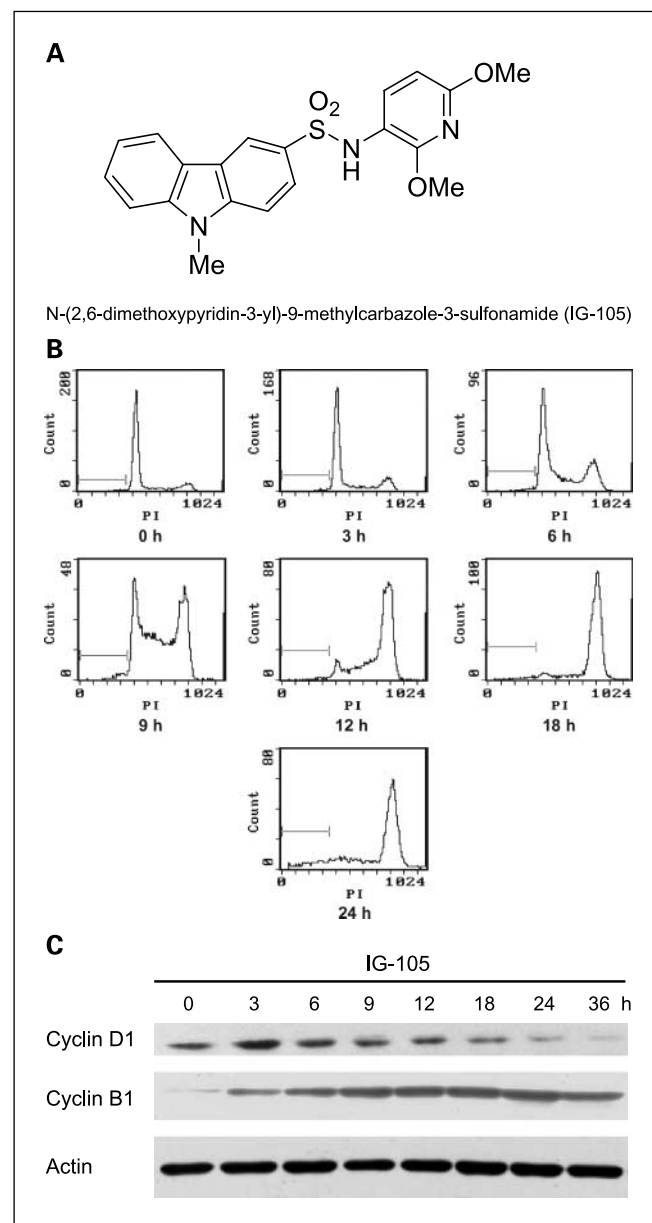 A
O2
S
N
H
OMe
N
OMe
N
Me
N-(2,6-dimethoxypyridin-3-yl)-9-methylcarbazole-3-sulfonamide (IG-105)
B
200
Count
0
0 1024
PI
0 h
168
Count
0
0 1024
PI
3 h
96
Count
0
0 1024
PI
6 h
48
Count
0
0 1024
PI
9 h
80
Count
0
0 1024
PI
12 h
100
Count
0
0 1024
PI
18 h
80
Count
0
0 1024
PI
24 h
C
IG-105
0 3 6 9 12 18 24 36 h
Cyclin D1
Cyclin B1
Actin